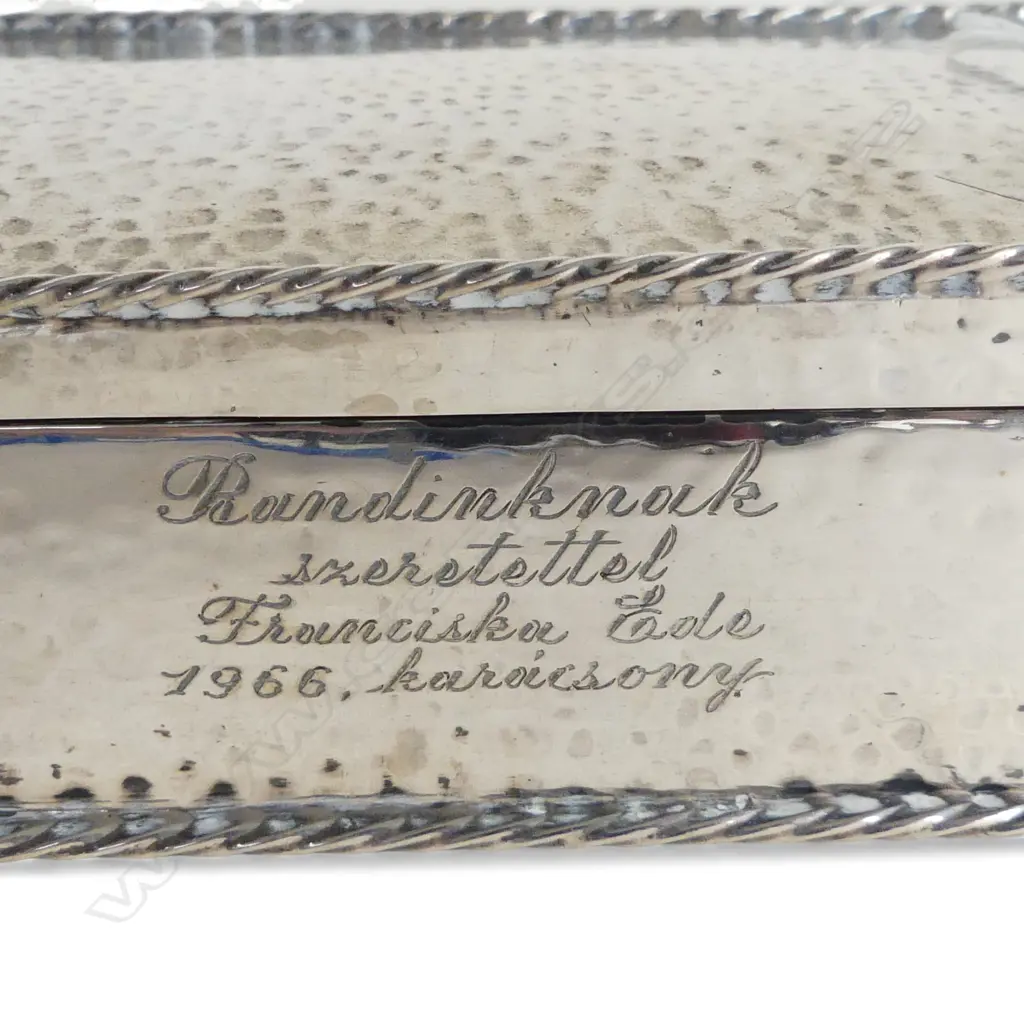 Randinknak
szeretettel
Franciska Ede
1966, karácsony.